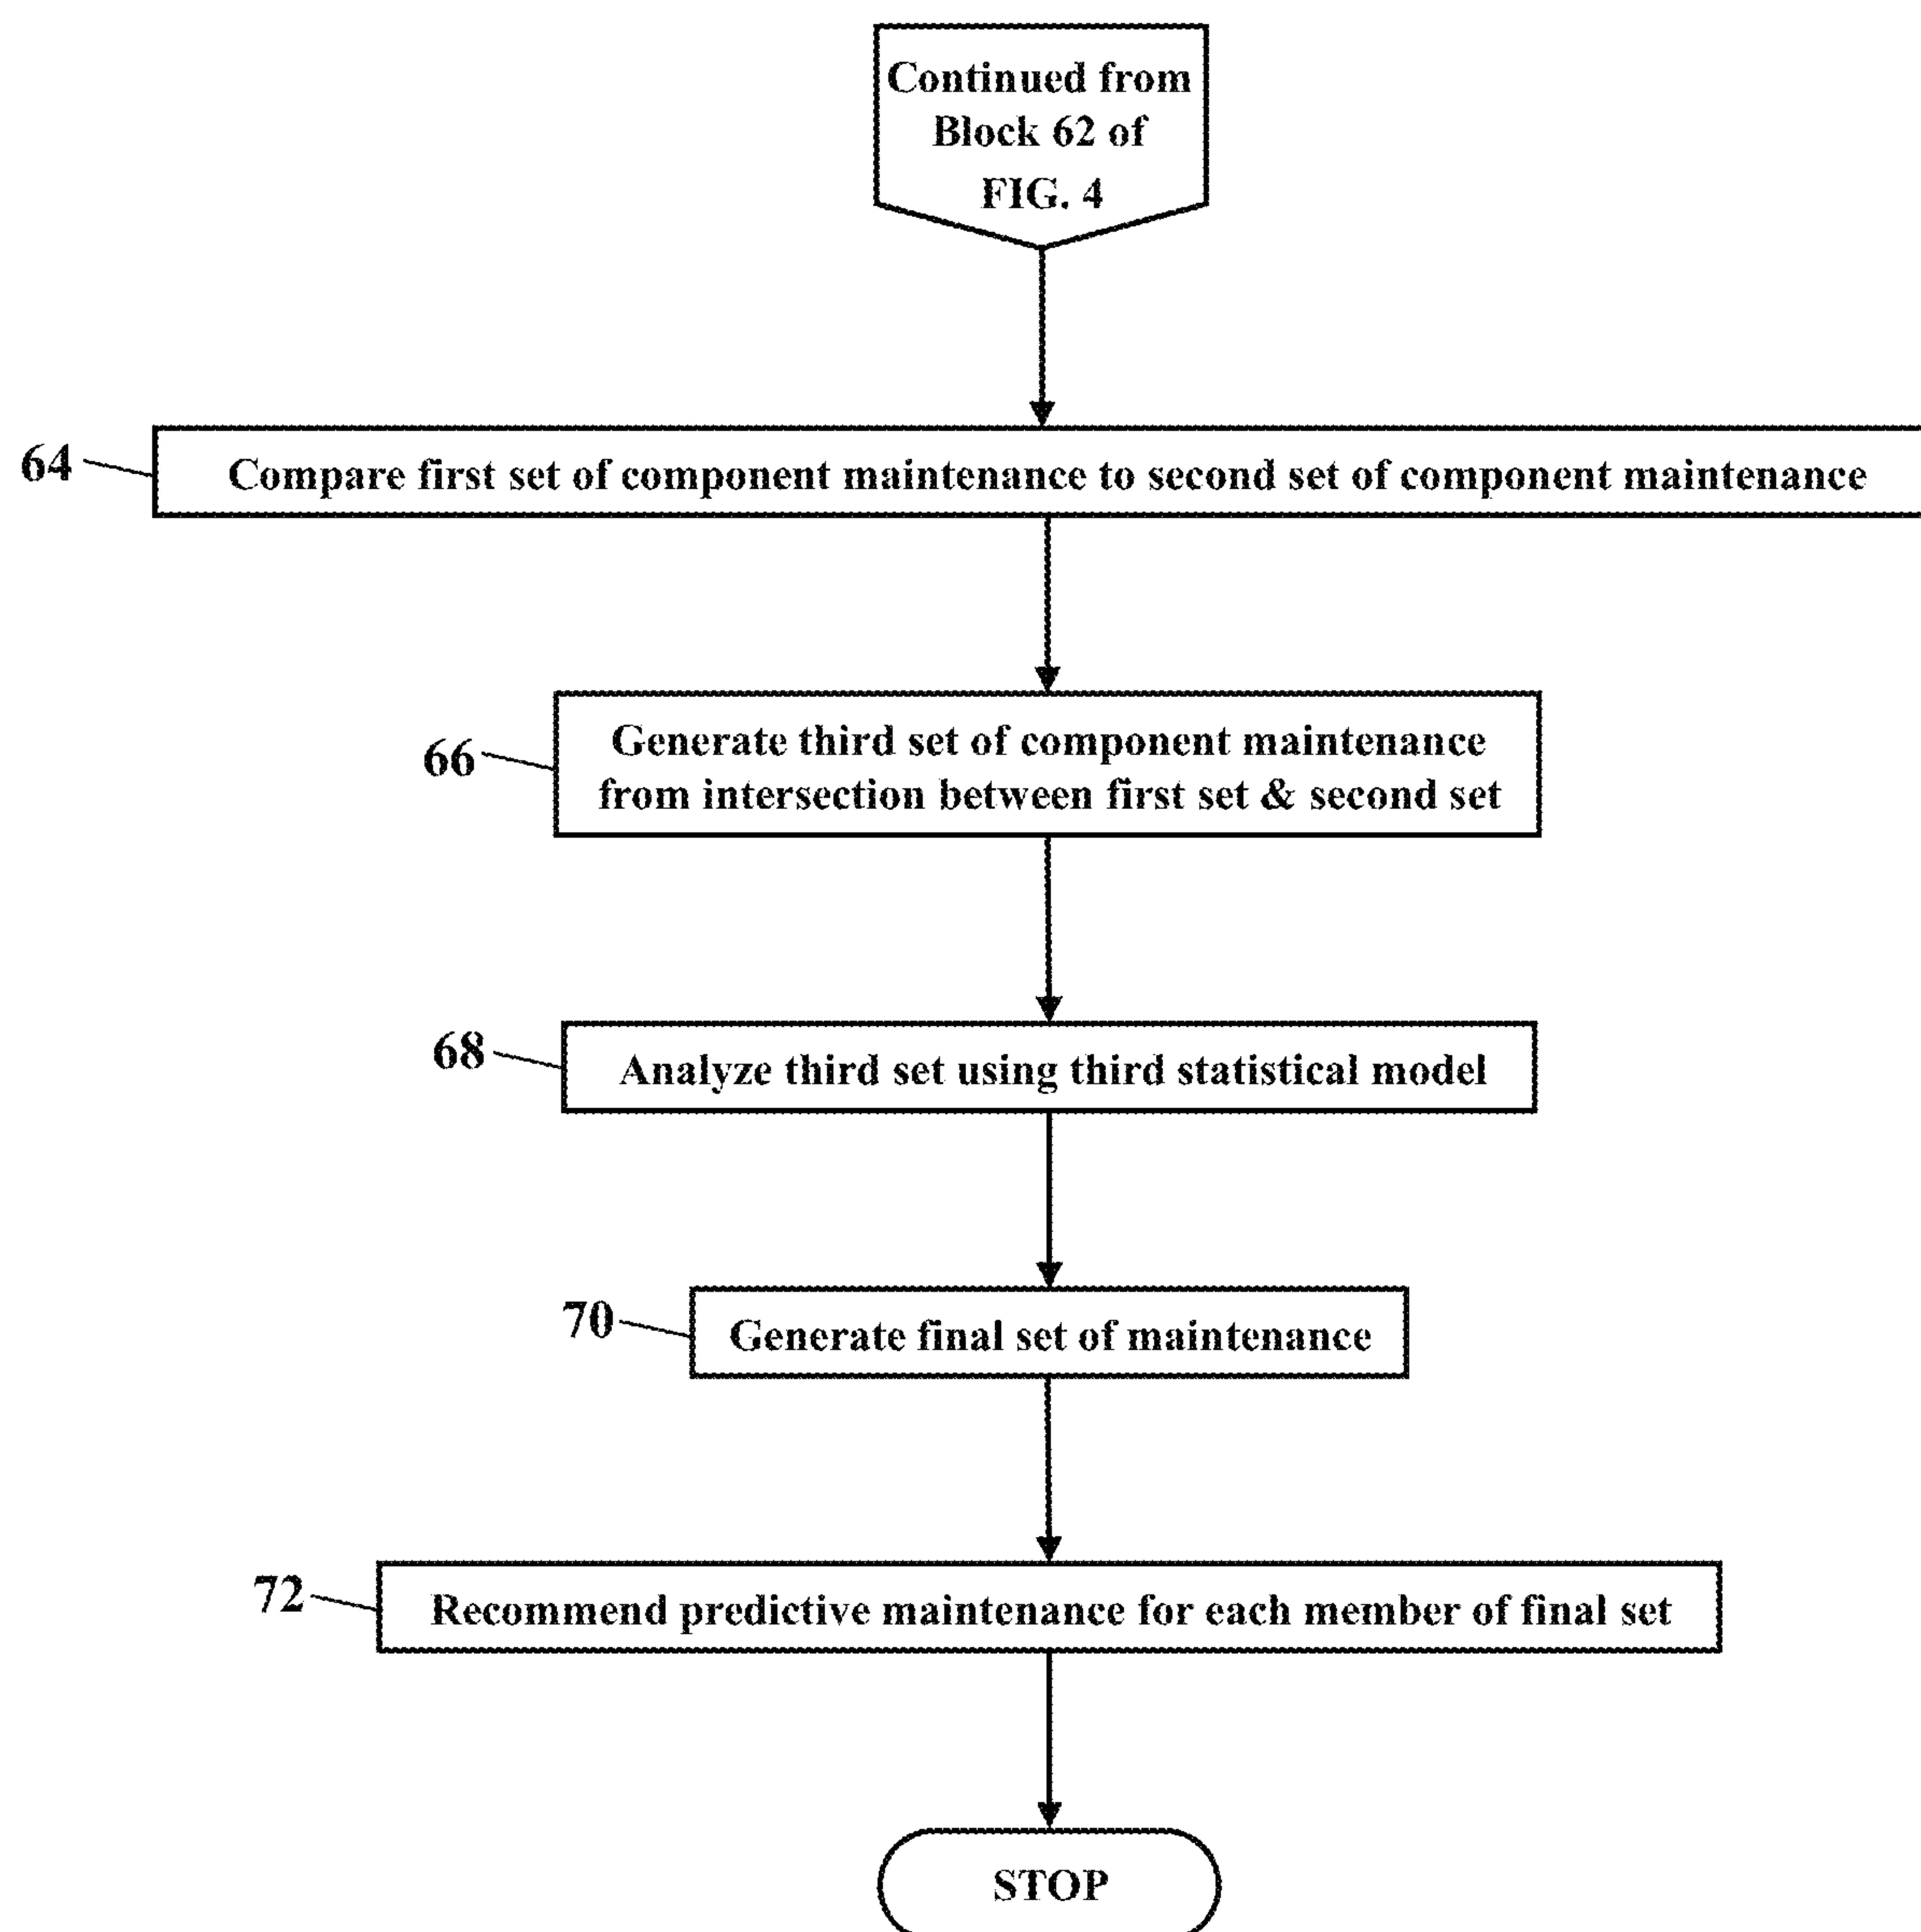 Continued from
Block 62 of
FIG. 4
64
Compare first set of component maintenance to second set of component maintenance
66
Generate third set of component maintenance
from intersection between first set & second set
68
Analyze third set using third statistical model
70
Generate final set of maintenance
72
Recommend predictive maintenance for each member of final set
STOP